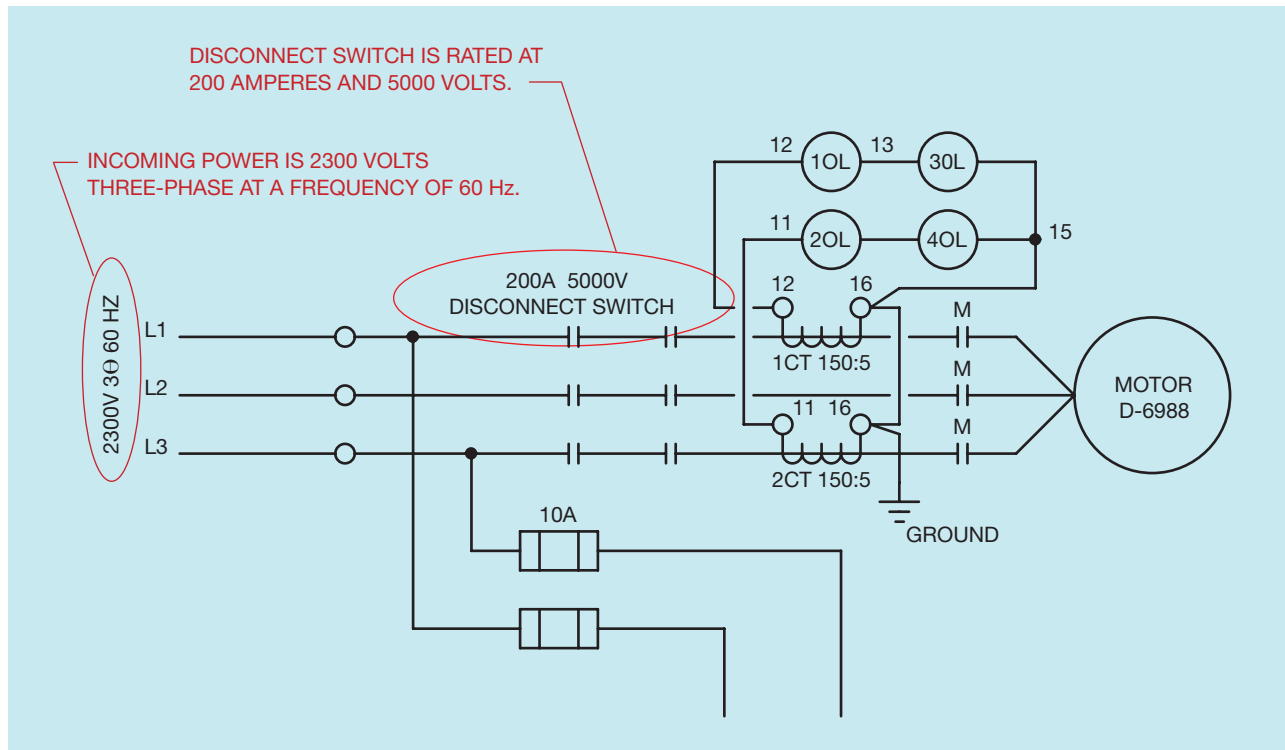 DISCONNECT SWITCH IS RATED AT
200 AMPERES AND 5000 VOLTS.
INCOMING POWER IS 2300 VOLTS
THREE-PHASE AT A FREQUENCY OF 60 Hz.
12
1OL
13
30L
11
2OL
4OL
15
200A 5000V
DISCONNECT SWITCH
12
16
M
2300V 3Θ 60 HZ
L1
1CT 150:5
M
L2
MOTOR
D-6988
11
16
M
L3
2CT 150:5
10A
GROUND